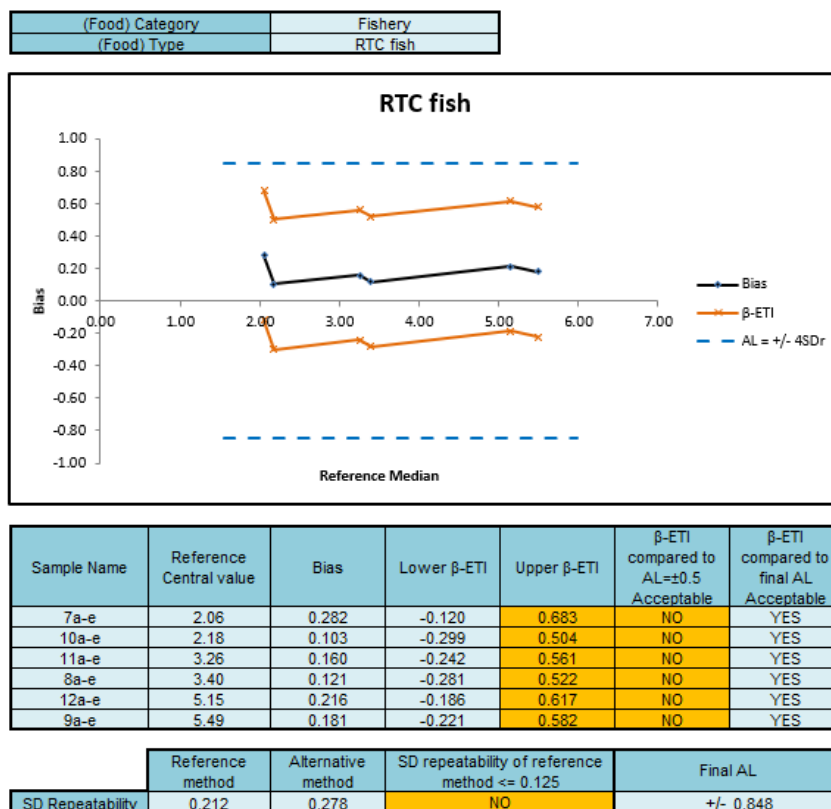 (Food) Category Fishery
(Food) Type RTC fish
RTC fish
1.00
0.80
0.60
0.40
0.20
0.00
-0.20
-0.40
-0.60
-0.80
-1.00
0.00 1.00 2.00 3.00 4.00 5.00 6.00 7.00
Bias
Reference Median
Bias
β-ETI
AL = +/- 4SDr
Sample Name Reference Central value Bias Lower β-ETI Upper β-ETI β-ETI compared to AL=±0.5 Acceptable β-ETI compared to final AL Acceptable
7a-e 2.06 0.282 -0.120 0.683 NO YES
10a-e 2.18 0.103 -0.299 0.504 NO YES
11a-e 3.26 0.160 -0.242 0.561 NO YES
8a-e 3.40 0.121 -0.281 0.522 NO YES
12a-e 5.15 0.216 -0.186 0.617 NO YES
9a-e 5.49 0.181 -0.221 0.582 NO YES
Reference method Alternative method SD repeatability of reference method <= 0.125 Final AL
SD Repeatability 0.212 0.278 NO +/- 0.848